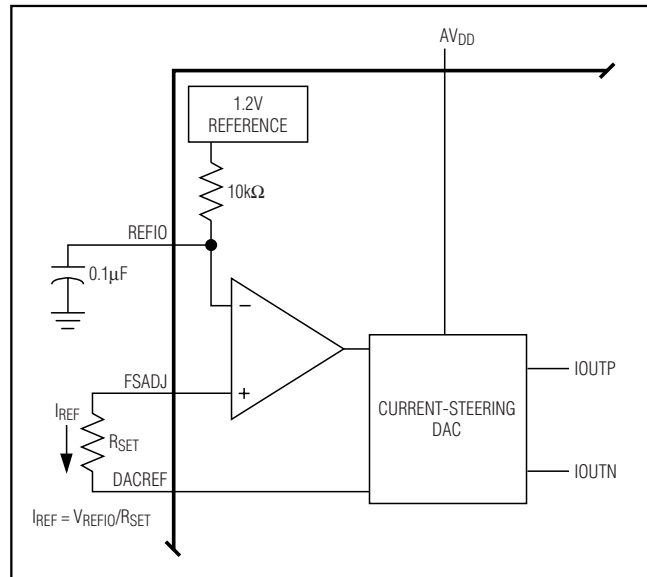 AVDD
1.2V
REFERENCE
10kΩ
REFIO
0.1µF
−
+
FSADJ
IREF
RSET
DACREF
CURRENT-STEERING
DAC
IOUTP
IOUTN
IREF = VREFIO/RSET